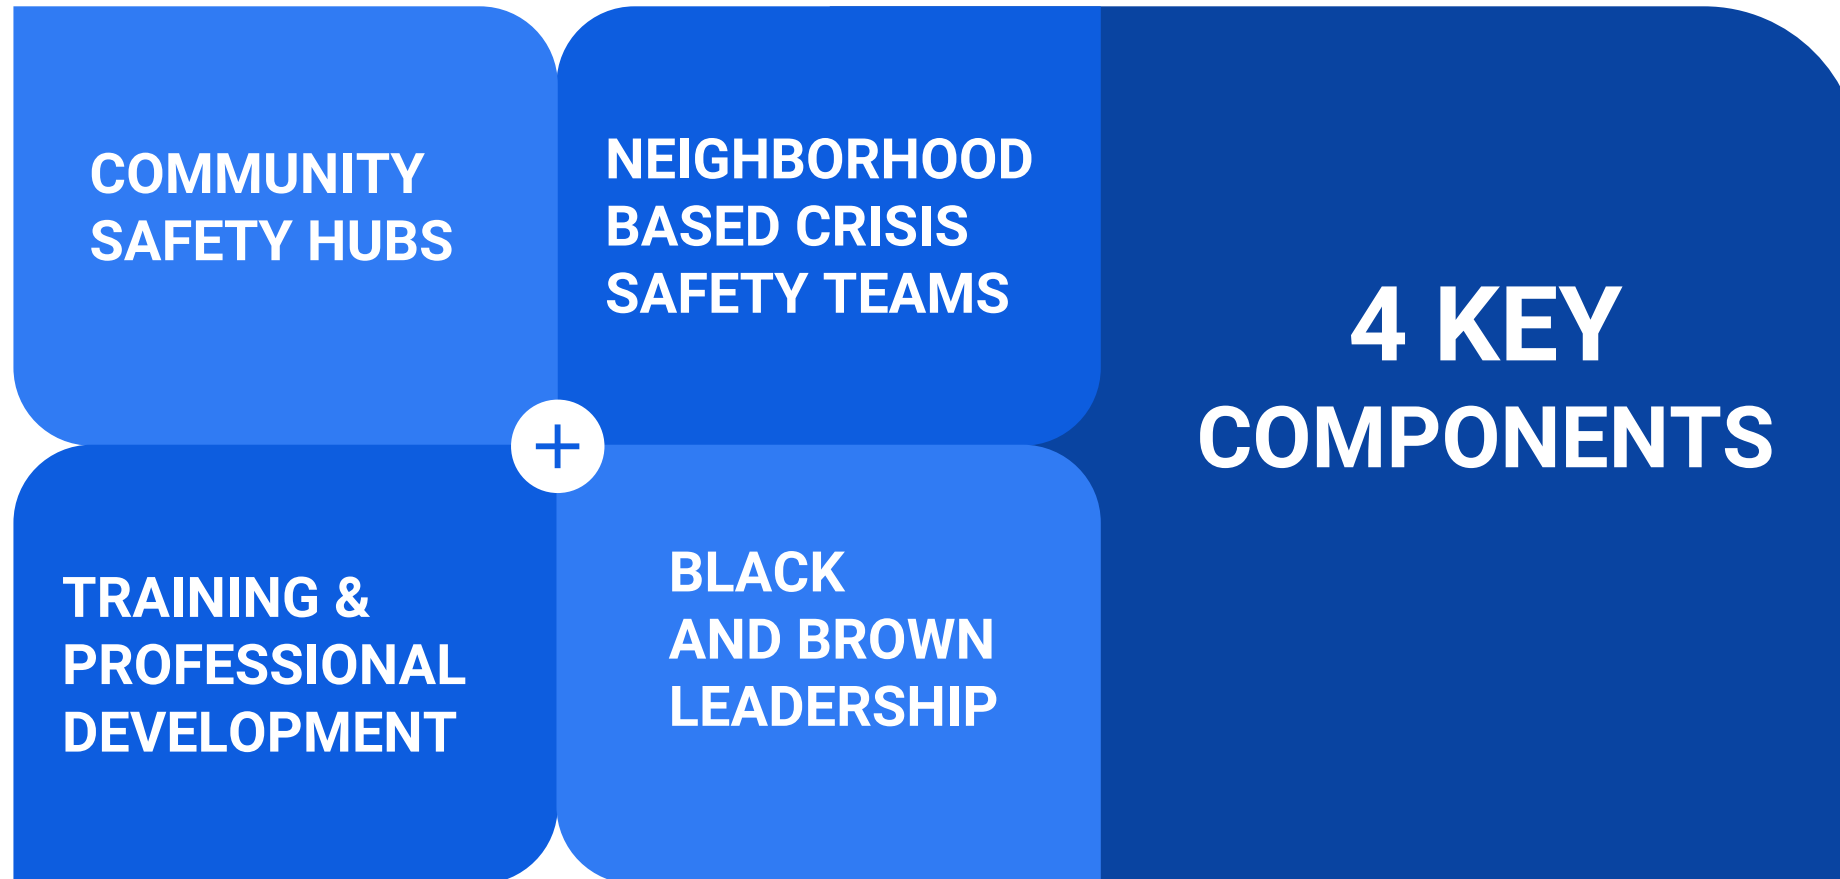 COMMUNITY
SAFETY HUBS
NEIGHBORHOOD
BASED CRISIS
SAFETY TEAMS
TRAINING &
PROFESSIONAL
DEVELOPMENT
BLACK
AND BROWN
LEADERSHIP
4 KEY
COMPONENTS